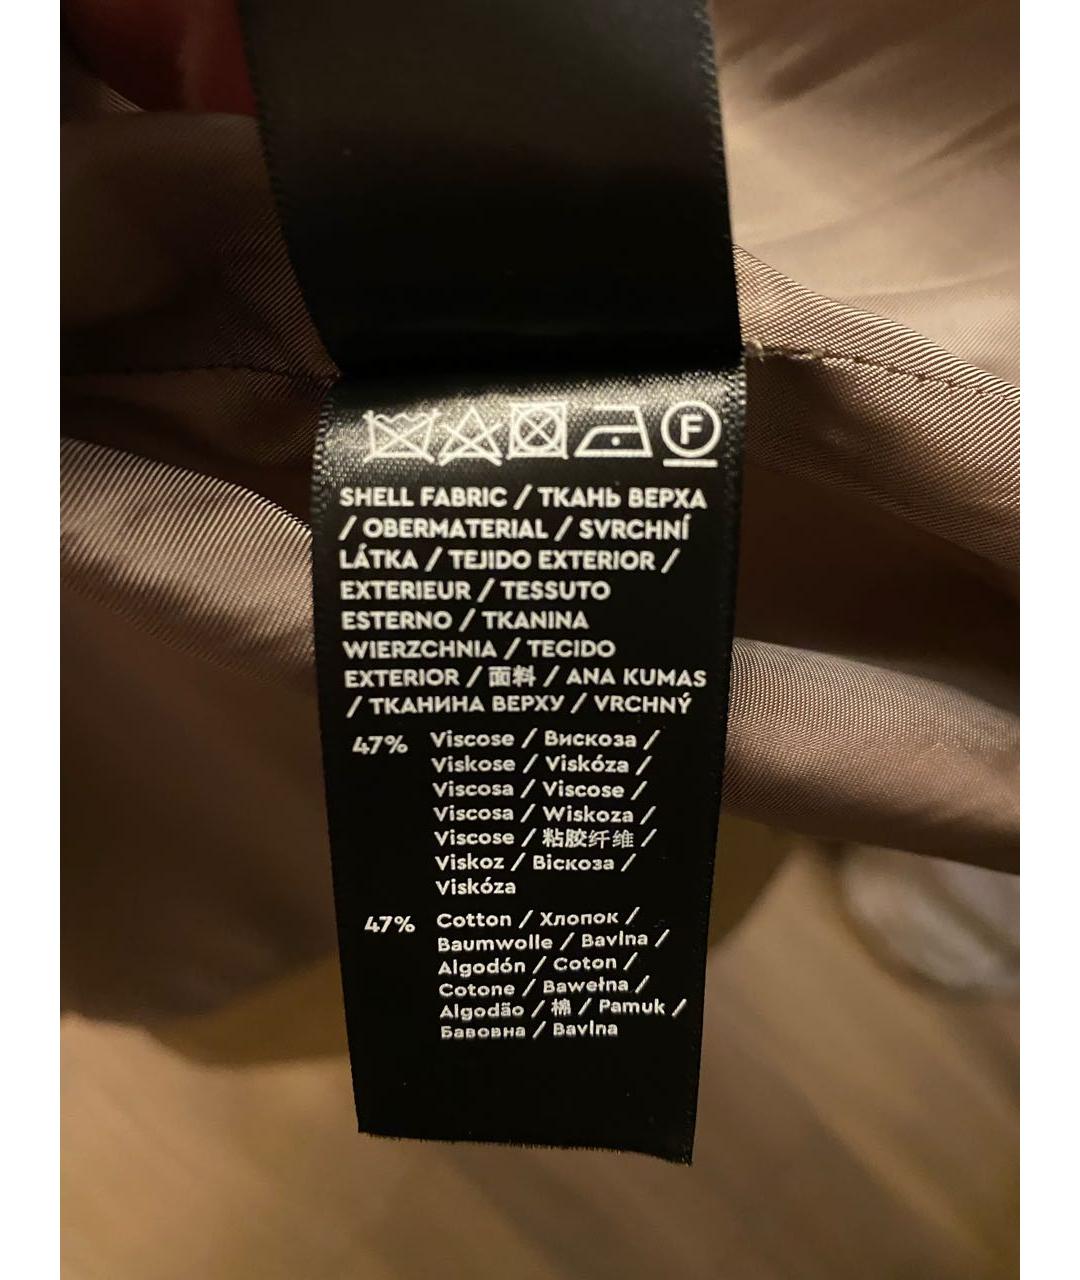 F
SHELL FABRIC / ТКАНЬ ВЕРХА
/ OBERMATERIAL / SVRCHNÍ
LÁTKA / TEJIDO EXTERIOR /
EXTERIEUR / TESSUTO
ESTERNO / TKANINA
WIERZCHNIA / TECIDO
EXTERIOR / 面料 / ANA KUMAS
/ ТКАНИНА ВЕРХУ / VRCHNÝ
47% Viscose / Вискоза /
Viskose / Viskóza /
Viscosa / Viscose /
Viscosa / Wiskoza /
Viscose / 粘胶纤维 /
Viskoz / Віскоза /
Viskóza
47% Cotton / Хлопок /
Baumwolle / Bavlna /
Algodón / Coton /
Cotone / Bawełna /
Algodão / 棉 / Pamuk /
Бавовна / Bavlna